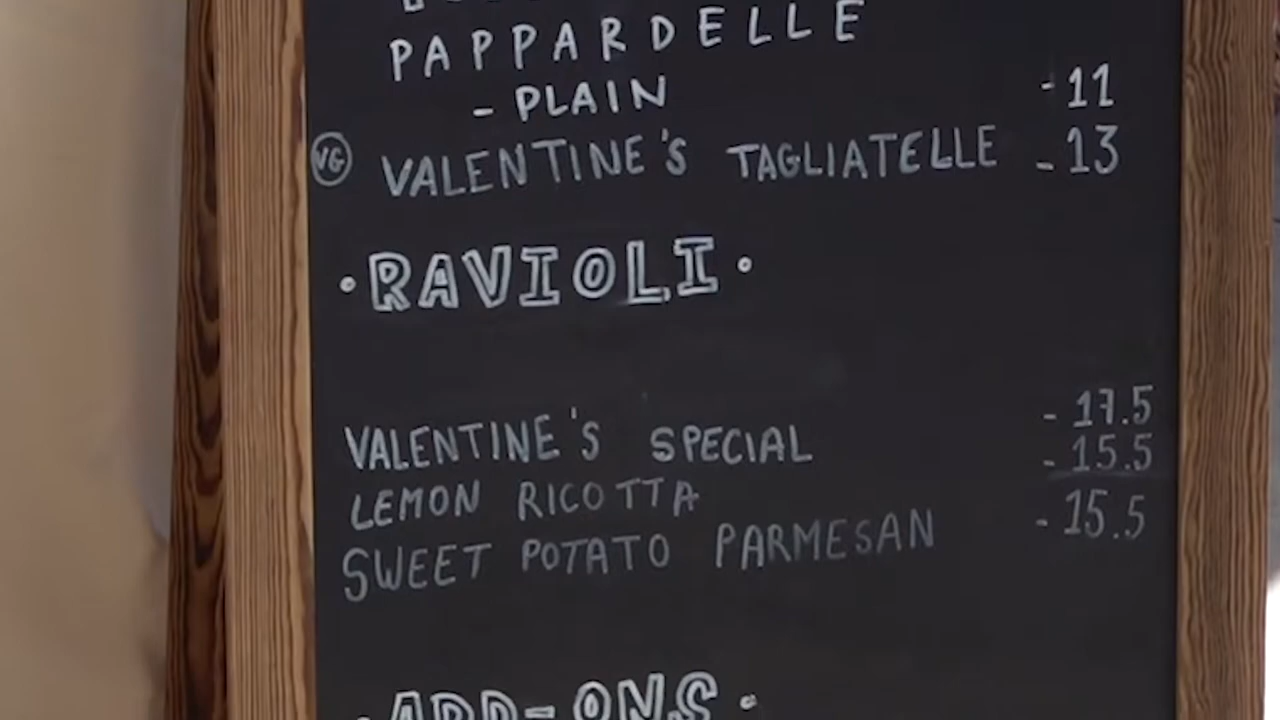 PAPPARDELLE
- PLAIN - 11
VG VALENTINE'S TAGLIATELLE - 13
· RAVIOLI ·
VALENTINE'S SPECIAL - 17.5
LEMON RICOTTA - 15.5
SWEET POTATO PARMESAN - 15.5
· ADD-ONS ·